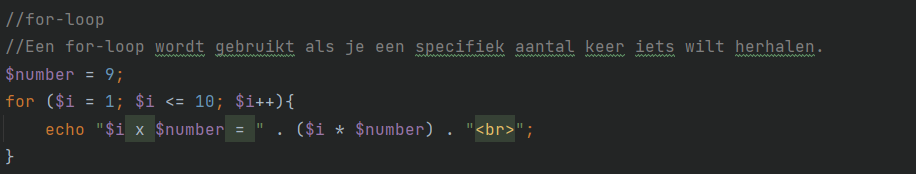 //for-loop
//Een for-loop wordt gebruikt als je een specifiek aantal keer iets wilt herhalen.
$number = 9;
for ($i = 1; $i <= 10; $i++){
    echo "$i x $number = " . ($i * $number) . "<br>";
}